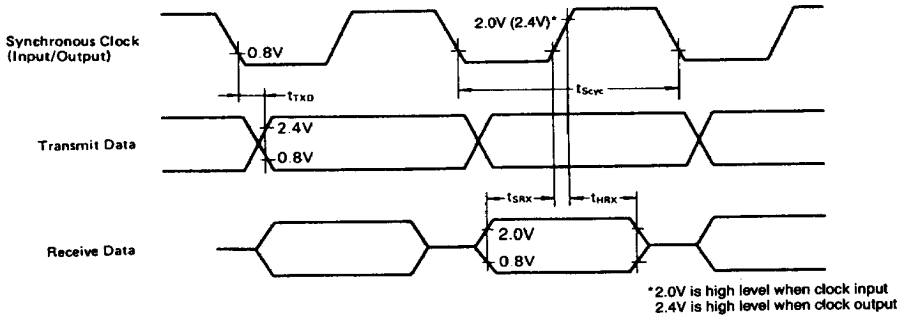 2.0V (2.4V)*
Synchronous Clock
(Input/Output)
0.8V
tScyc
tTXD
2.4V
0.8V
Transmit Data
tSRX
tHRX
2.0V
0.8V
Receive Data
*2.0V is high level when clock input
2.4V is high level when clock output